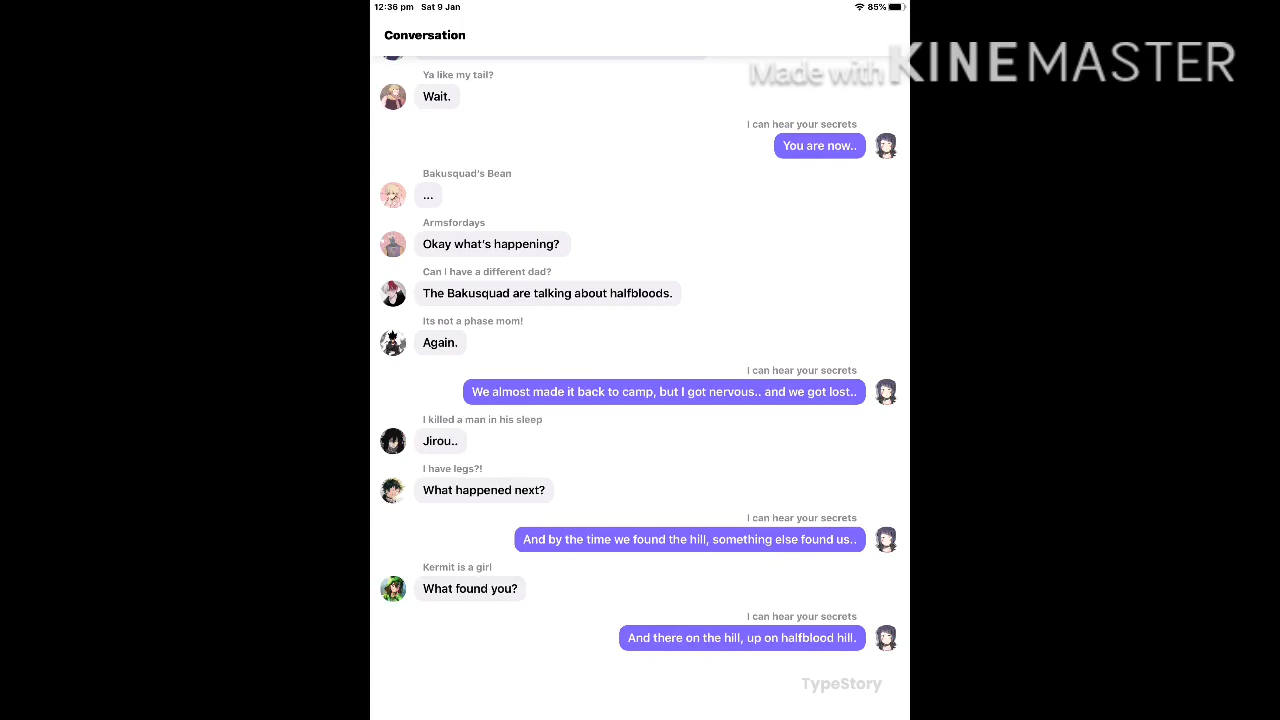 12:36 pm Sat 9 Jan 85%
Conversation
Made with KINEMASTER
Ya like my tail?
Wait.
I can hear your secrets
You are now..
Bakusquad's Bean
...
Armsfordays
Okay what's happening?
Can I have a different dad?
The Bakusquad are talking about halfbloods.
Its not a phase mom!
Again.
I can hear your secrets
We almost made it back to camp, but I got nervous.. and we got lost..
I killed a man in his sleep
Jirou..
I have legs?!
What happened next?
I can hear your secrets
And by the time we found the hill, something else found us..
Kermit is a girl
What found you?
I can hear your secrets
And there on the hill, up on halfblood hill.
TypeStory